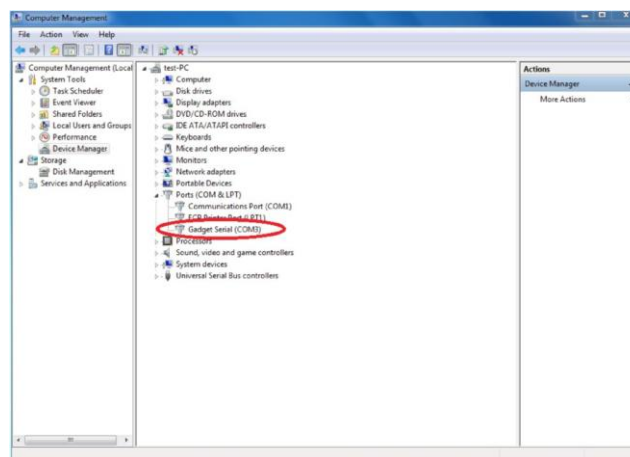 Computer Management
File Action View Help
Computer Management (Local
System Tools
Task Scheduler
Event Viewer
Shared Folders
Local Users and Groups
Performance
Device Manager
Storage
Disk Management
Services and Applications
test-PC
Computer
Disk drives
Display adapters
DVD/CD-ROM drives
IDE ATA/ATAPI controllers
Keyboards
Mice and other pointing devices
Monitors
Network adapters
Portable Devices
Ports (COM & LPT)
Communications Port (COM1)
ECP Printer Port (LPT1)
Gadget Serial (COM3)
Processors
Sound, video and game controllers
System devices
Universal Serial Bus controllers
Actions
Device Manager
More Actions